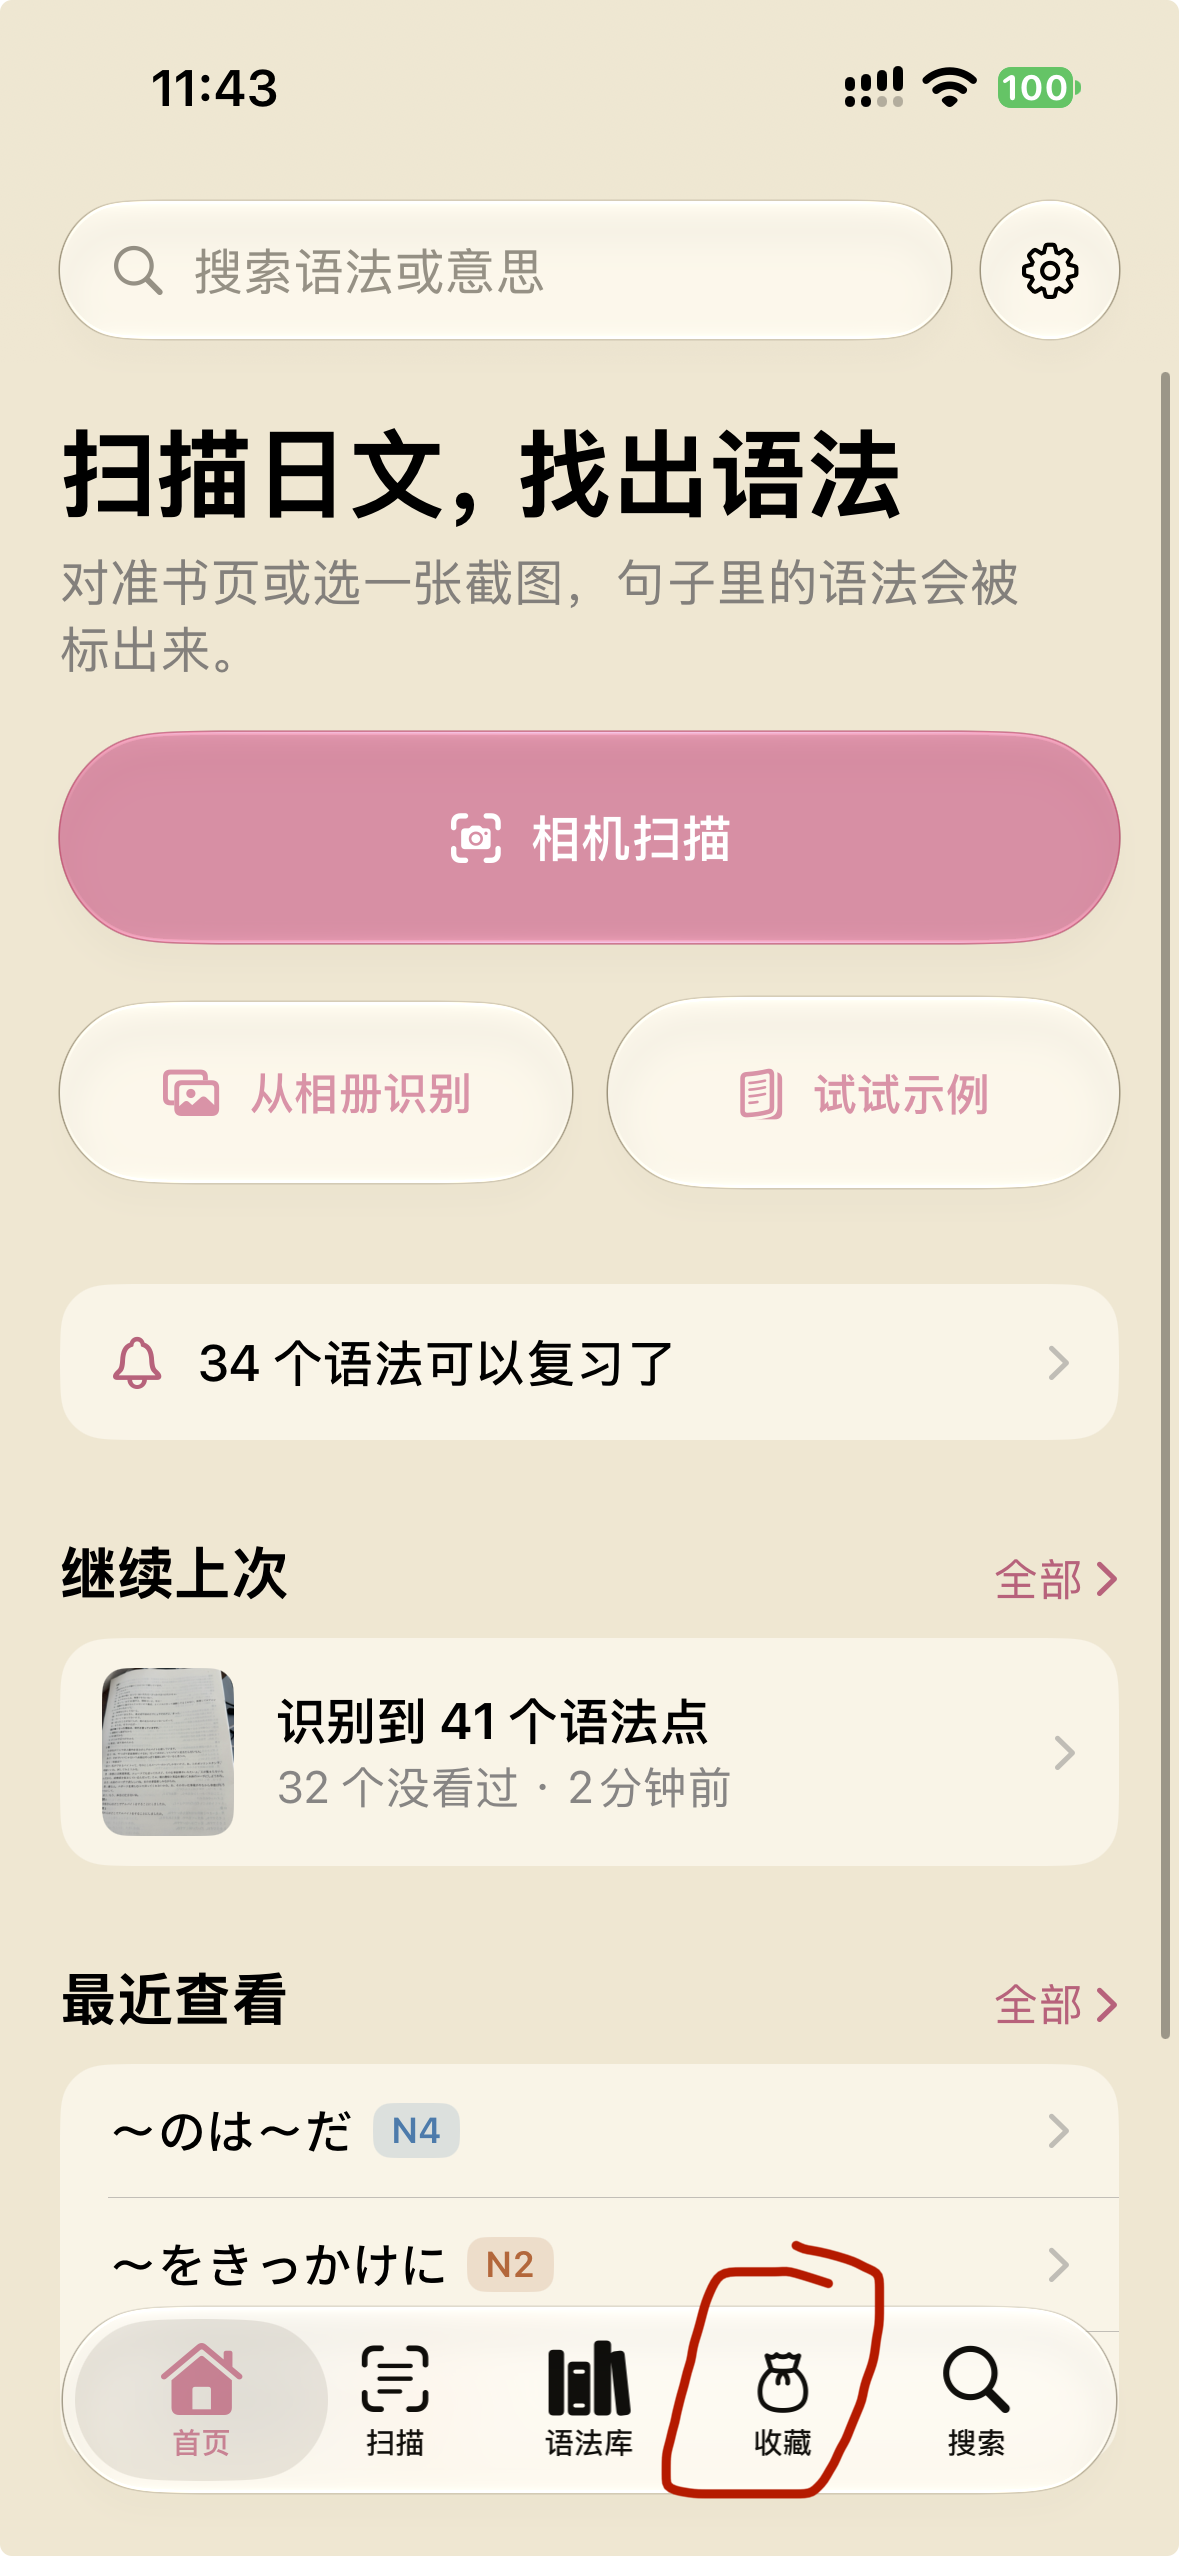 11:43
100
搜索语法或意思
扫描日文，找出语法
对准书页或选一张截图，句子里的语法会被
标出来。
相机扫描
从相册识别
试试示例
34 个语法可以复习了
继续上次
全部
识别到 41 个语法点
32 个没看过 · 2分钟前
最近查看
全部
～のは～だ N4
～をきっかけに N2
首页
扫描
语法库
收藏
搜索